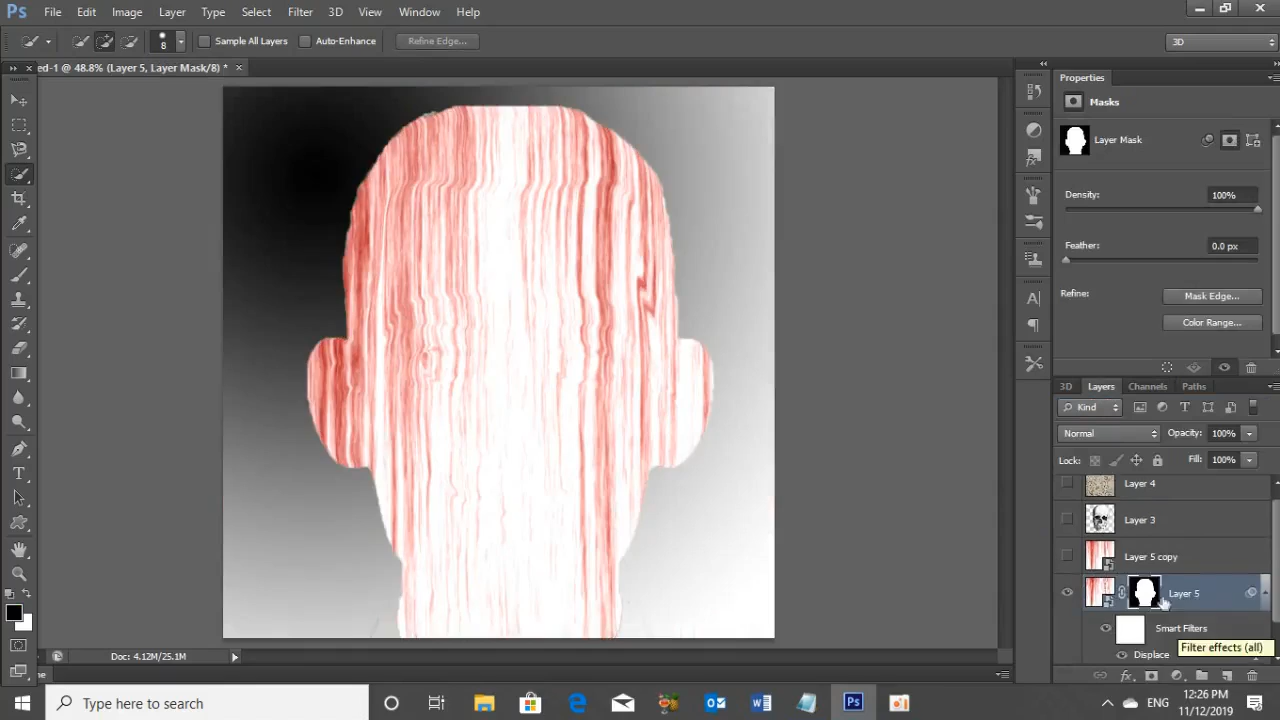 Ps File Edit Image Layer Type Select Filter 3D View Window Help
8 Sample All Layers Auto-Enhance Refine Edge... 3D
ed-1 @ 48.8% (Layer 5, Layer Mask/8) * ×
Properties
Masks
Layer Mask
Density: 100%
Feather: 0.0 px
Refine: Mask Edge...
Color Range...
3D Layers Channels Paths
Kind
Normal Opacity: 100%
Lock: Fill: 100%
Layer 4
Layer 3
Layer 5 copy
Layer 5
Smart Filters
Filter effects (all)
Displace
Doc: 4.12M/25.1M
Type here to search
ENG
12:26 PM
11/12/2019